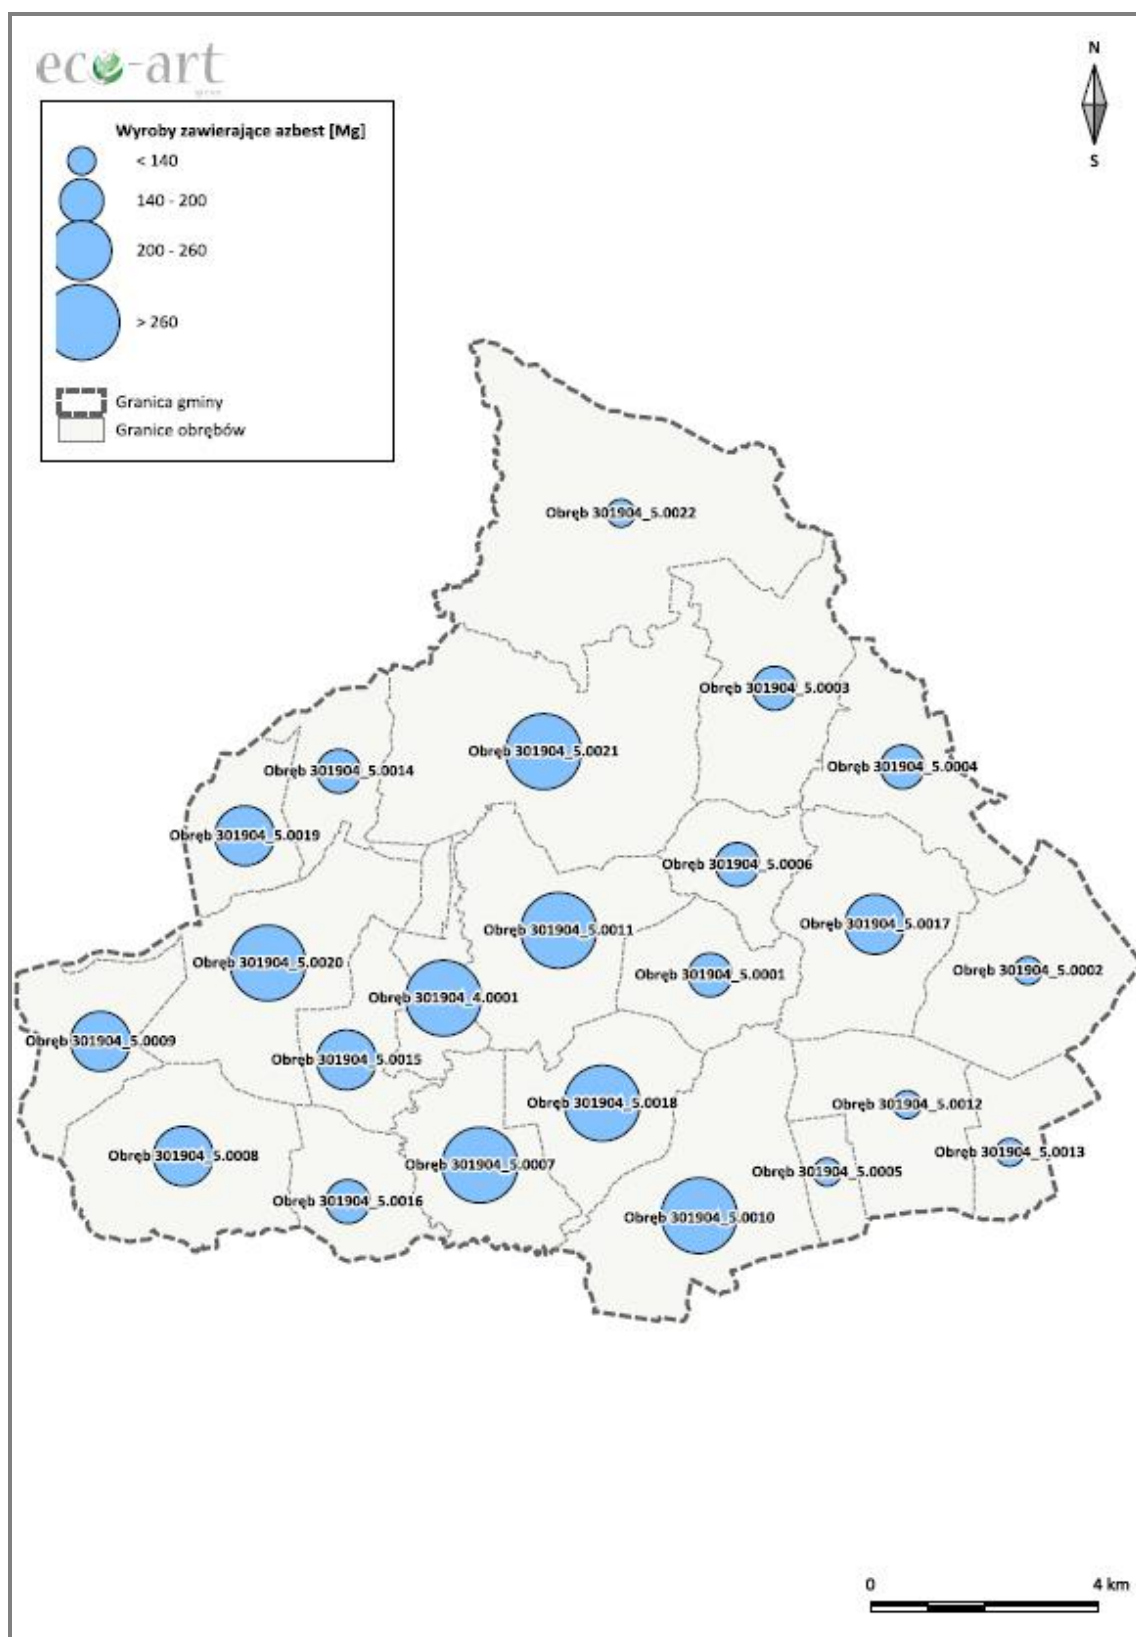 eco-art
N
S
Wyroby zawierające azbest [Mg]
< 140
140 - 200
200 - 260
> 260
Granica gminy
Granice obrębów
Obręb 301904_5.0022
Obręb 301904_5.0003
Obręb 301904_5.0021
Obręb 301904_5.0004
Obręb 301904_5.0014
Obręb 301904_5.0019
Obręb 301904_5.0006
Obręb 301904_5.0017
Obręb 301904_5.0011
Obręb 301904_5.0020
Obręb 301904_5.0002
Obręb 301904_5.0001
Obręb 301904_4.0001
Obręb 301904_5.0009
Obręb 301904_5.0015
Obręb 301904_5.0018
Obręb 301904_5.0012
Obręb 301904_5.0013
Obręb 301904_5.0008
Obręb 301904_5.0007
Obręb 301904_5.0005
Obręb 301904_5.0016
Obręb 301904_5.0010
0
4 km